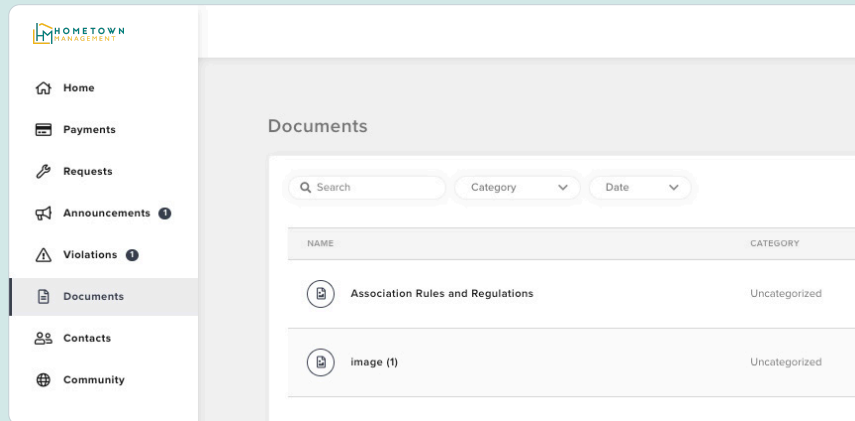 HOMETOWN
MANAGEMENT
Home
Payments
Requests
Announcements 1
Violations 1
Documents
Contacts
Community
Documents
Search Category Date
NAME CATEGORY
Association Rules and Regulations Uncategorized
image (1) Uncategorized